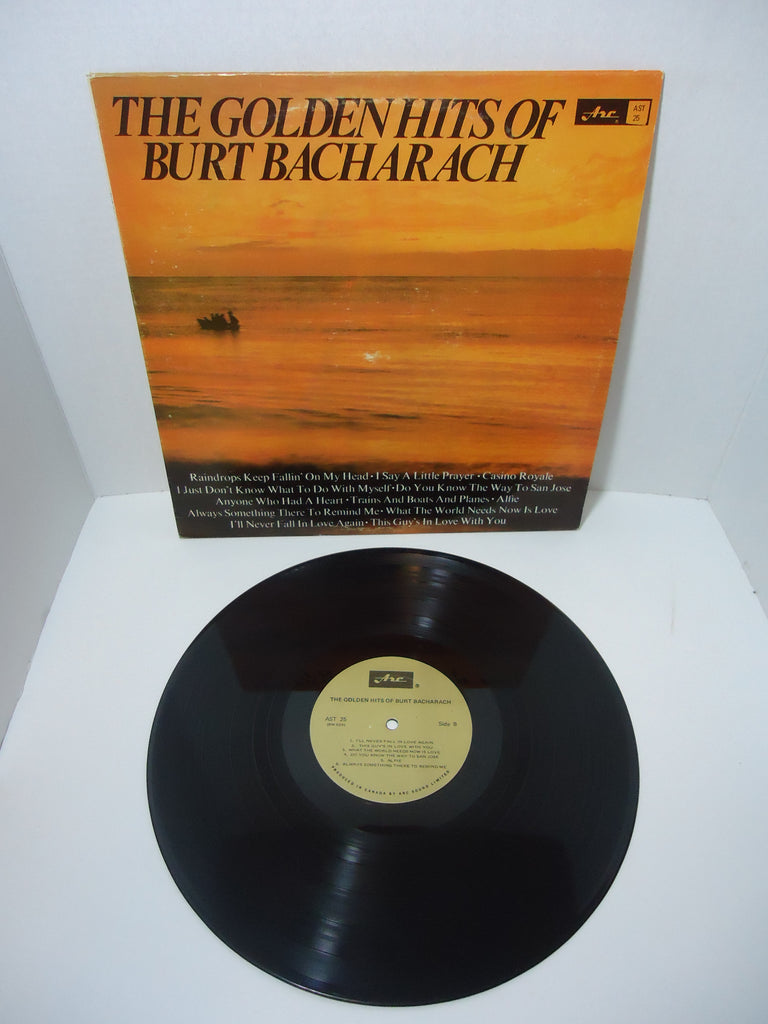 THE GOLDEN HITS OF
BURT BACHARACH
Arc ®
AST
25
Raindrops Keep Fallin' On My Head · I Say A Little Prayer · Casino Royale
I Just Don't Know What To Do With Myself · Do You Know The Way To San Jose
Anyone Who Had A Heart · Trains And Boats And Planes · Alfie
Always Something There To Remind Me · What The World Needs Now Is Love
I'll Never Fall In Love Again · This Guy's In Love With You
Arc ®
THE GOLDEN HITS OF BURT BACHARACH
AST 25
Side B
1. I'LL NEVER FALL IN LOVE AGAIN
2. THIS GUY'S IN LOVE WITH YOU
3. WHAT THE WORLD NEEDS NOW IS LOVE
4. DO YOU KNOW THE WAY TO SAN JOSE
5. ALFIE
6. ALWAYS SOMETHING THERE TO REMIND ME
PRODUCED IN CANADA BY ARC SOUND LIMITED